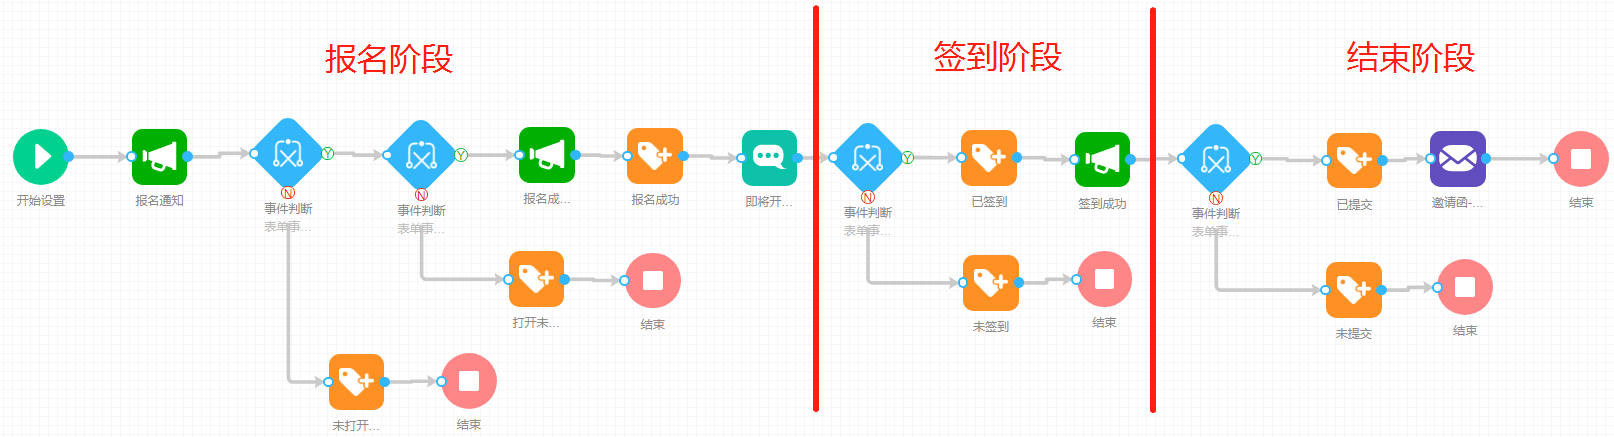 报名阶段
签到阶段
结束阶段
Y
Y
Y
Y
N
N
N
N
开始设置
报名通知
事件判断
表单事...
事件判断
表单事...
报名成...
报名成功
即将开...
事件判断
表单事...
已签到
签到成功
事件判断
表单事...
已提交
邀请函-...
结束
打开未...
结束
未签到
结束
未提交
结束
未打开...
结束